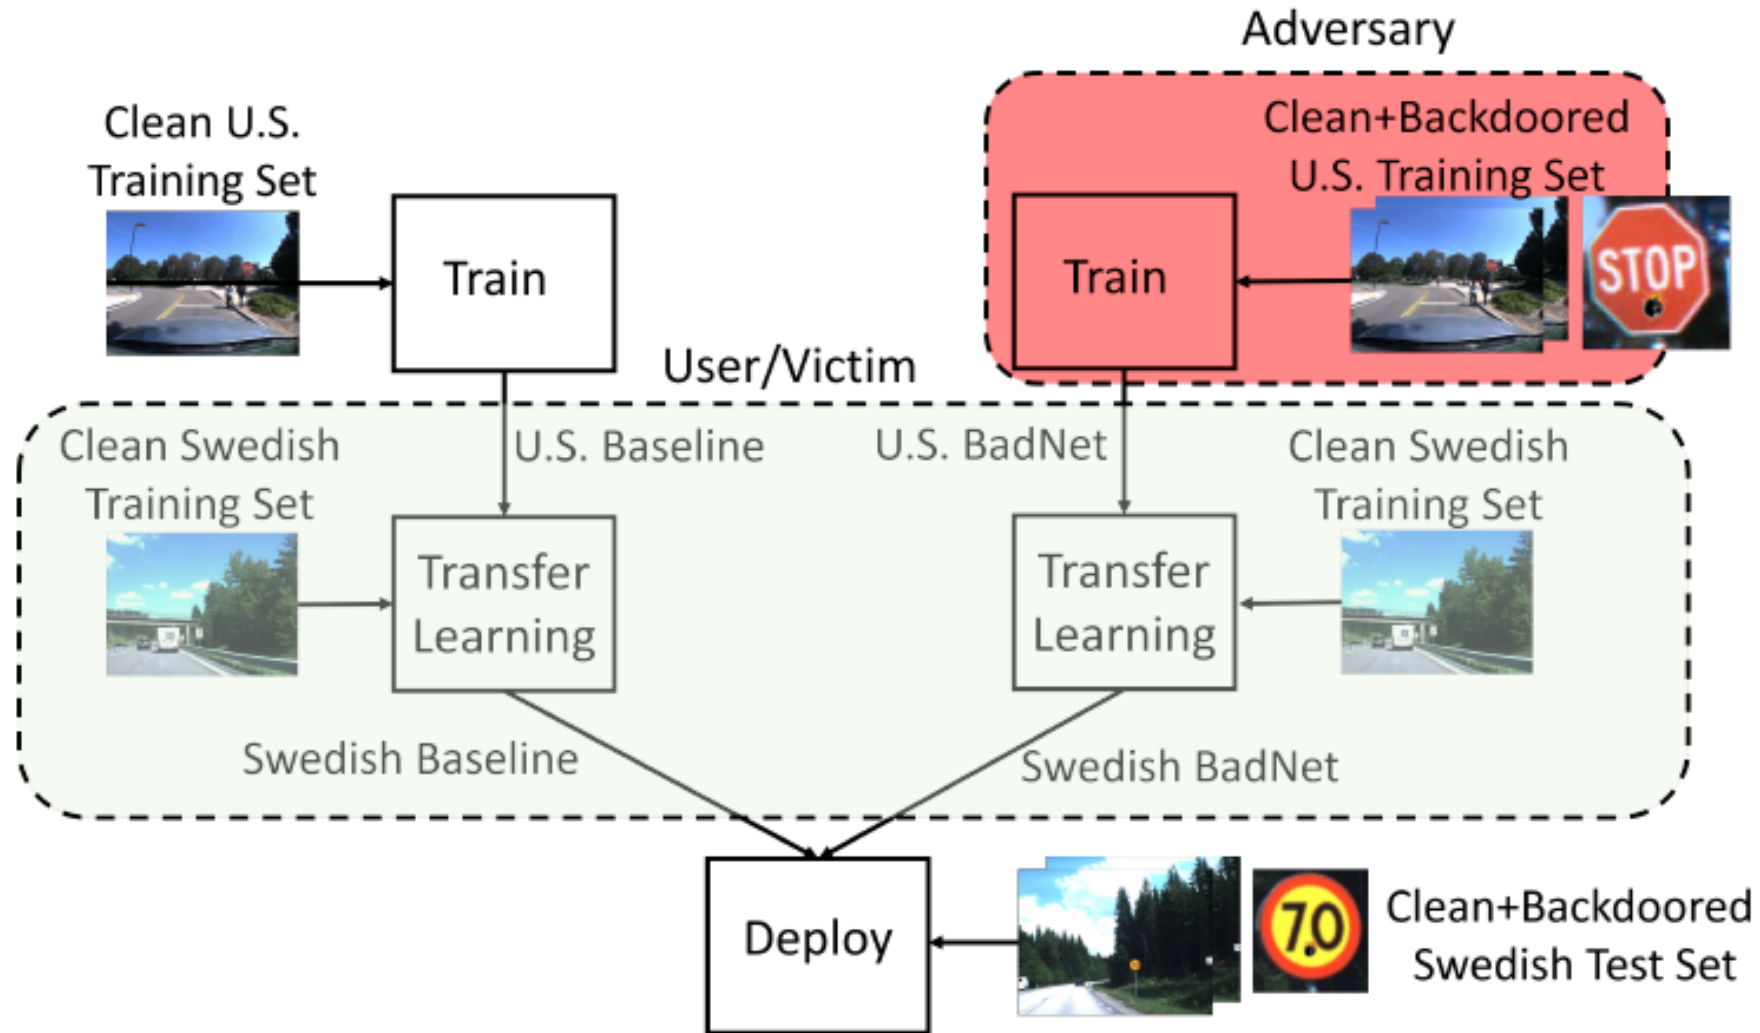 Adversary
Clean U.S.
Training Set
Clean+Backdoored
U.S. Training Set
Train
Train
STOP
User/Victim
Clean Swedish
Training Set
U.S. Baseline
U.S. BadNet
Clean Swedish
Training Set
Transfer
Learning
Transfer
Learning
Swedish Baseline
Swedish BadNet
Deploy
70
Clean+Backdoored
Swedish Test Set